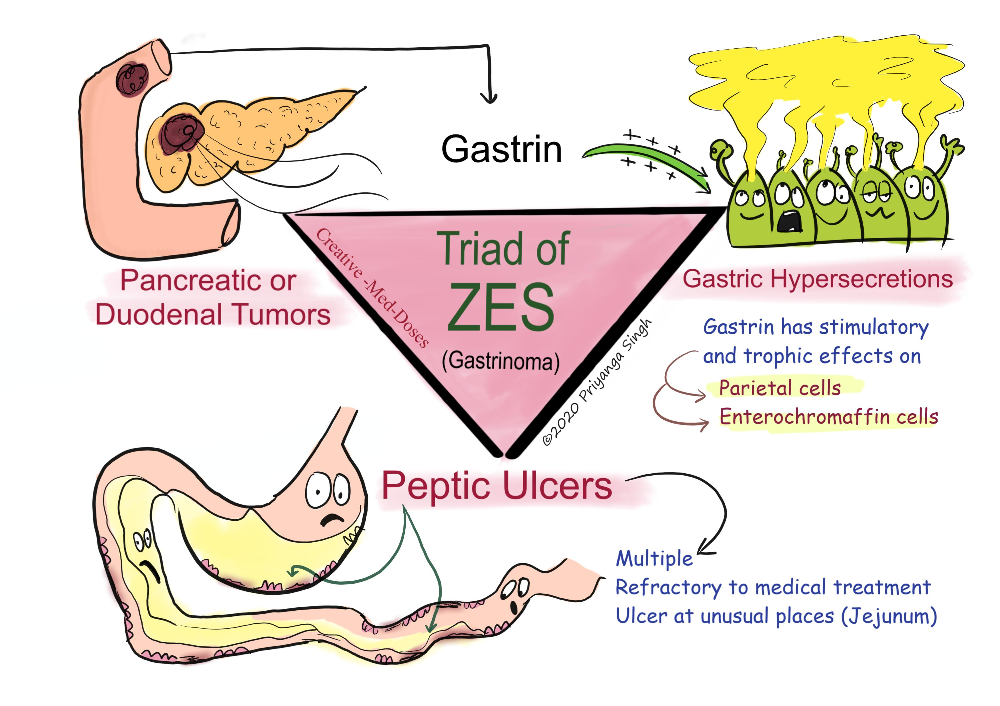 Gastrin
Triad of
ZES
(Gastrinoma)
Creative -Med-Doses
©2020 Priyanga Singh
Pancreatic or
Duodenal Tumors
Gastric Hypersecretions
Gastrin has stimulatory
and trophic effects on
Parietal cells
Enterochromaffin cells
Peptic Ulcers
Multiple
Refractory to medical treatment
Ulcer at unusual places (Jejunum)